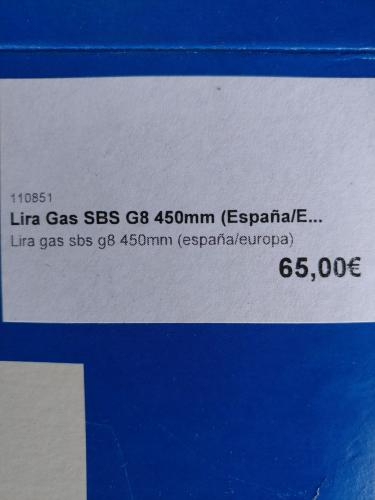 110851
Lira Gas SBS G8 450mm (España/E...
Lira gas sbs g8 450mm (españa/europa)
65,00€